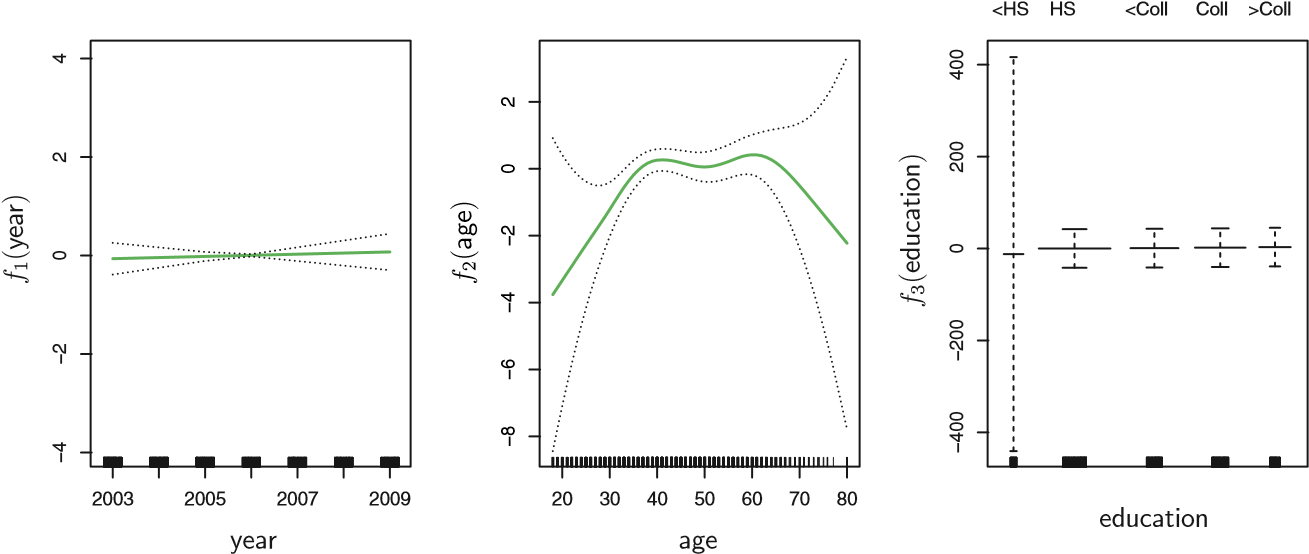 <HS HS <Coll Coll >Coll
4
2
0
−2
−4
f1(year)
2003 2005 2007 2009
year
2
0
−2
−4
−6
−8
f2(age)
20 30 40 50 60 70 80
age
400
200
0
−200
−400
f3(education)
education